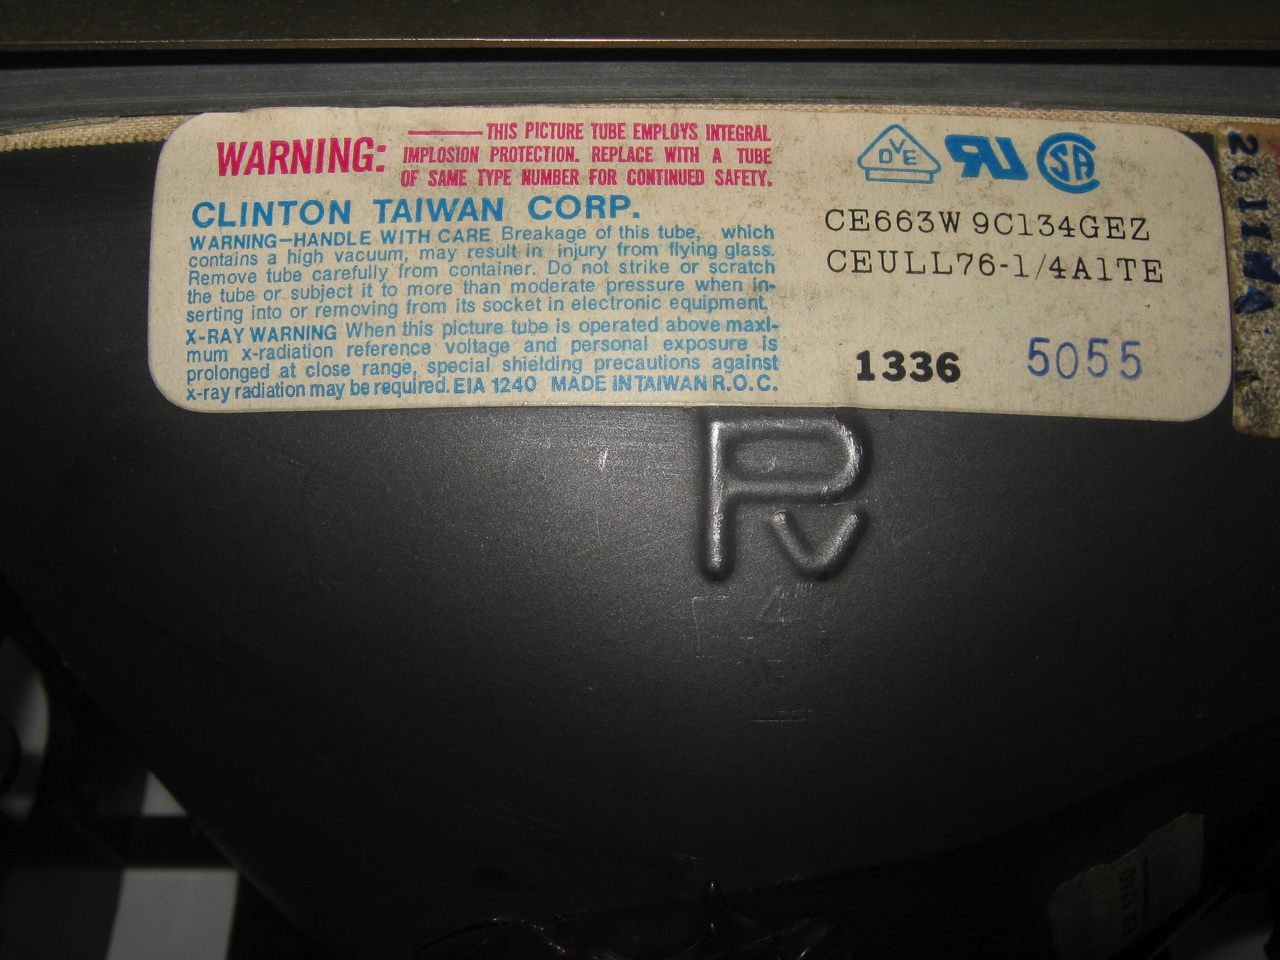 WARNING: THIS PICTURE TUBE EMPLOYS INTEGRAL
IMPLOSION PROTECTION. REPLACE WITH A TUBE
OF SAME TYPE NUMBER FOR CONTINUED SAFETY.
CLINTON TAIWAN CORP.
WARNING—HANDLE WITH CARE Breakage of this tube, which
contains a high vacuum, may result in injury from flying glass.
Remove tube carefully from container. Do not strike or scratch
the tube or subject it to more than moderate pressure when in-
serting into or removing from its socket in electronic equipment.
X-RAY WARNING When this picture tube is operated above maxi-
mum x-radiation reference voltage and personal exposure is
prolonged at close range, special shielding precautions against
x-ray radiation may be required. EIA 1240 MADE IN TAIWAN R.O.C.
DVE RU SA
CE663W 9C134GEZ
CEULL76-1/4A1TE
1336 5055